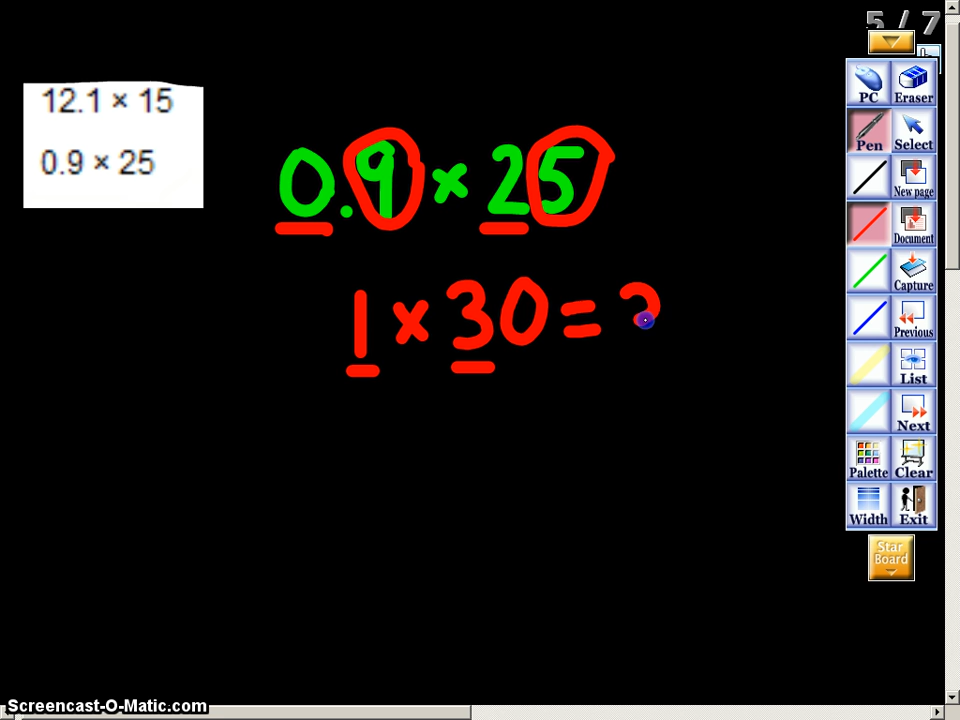 5 / 7
12.1 × 15
0.9 × 25
0.9 × 25
1 × 30 =
PC
Eraser
Pen
Select
New page
Document
Capture
Previous
List
Next
Palette
Clear
Width
Exit
Star
Board
Screencast-O-Matic.com